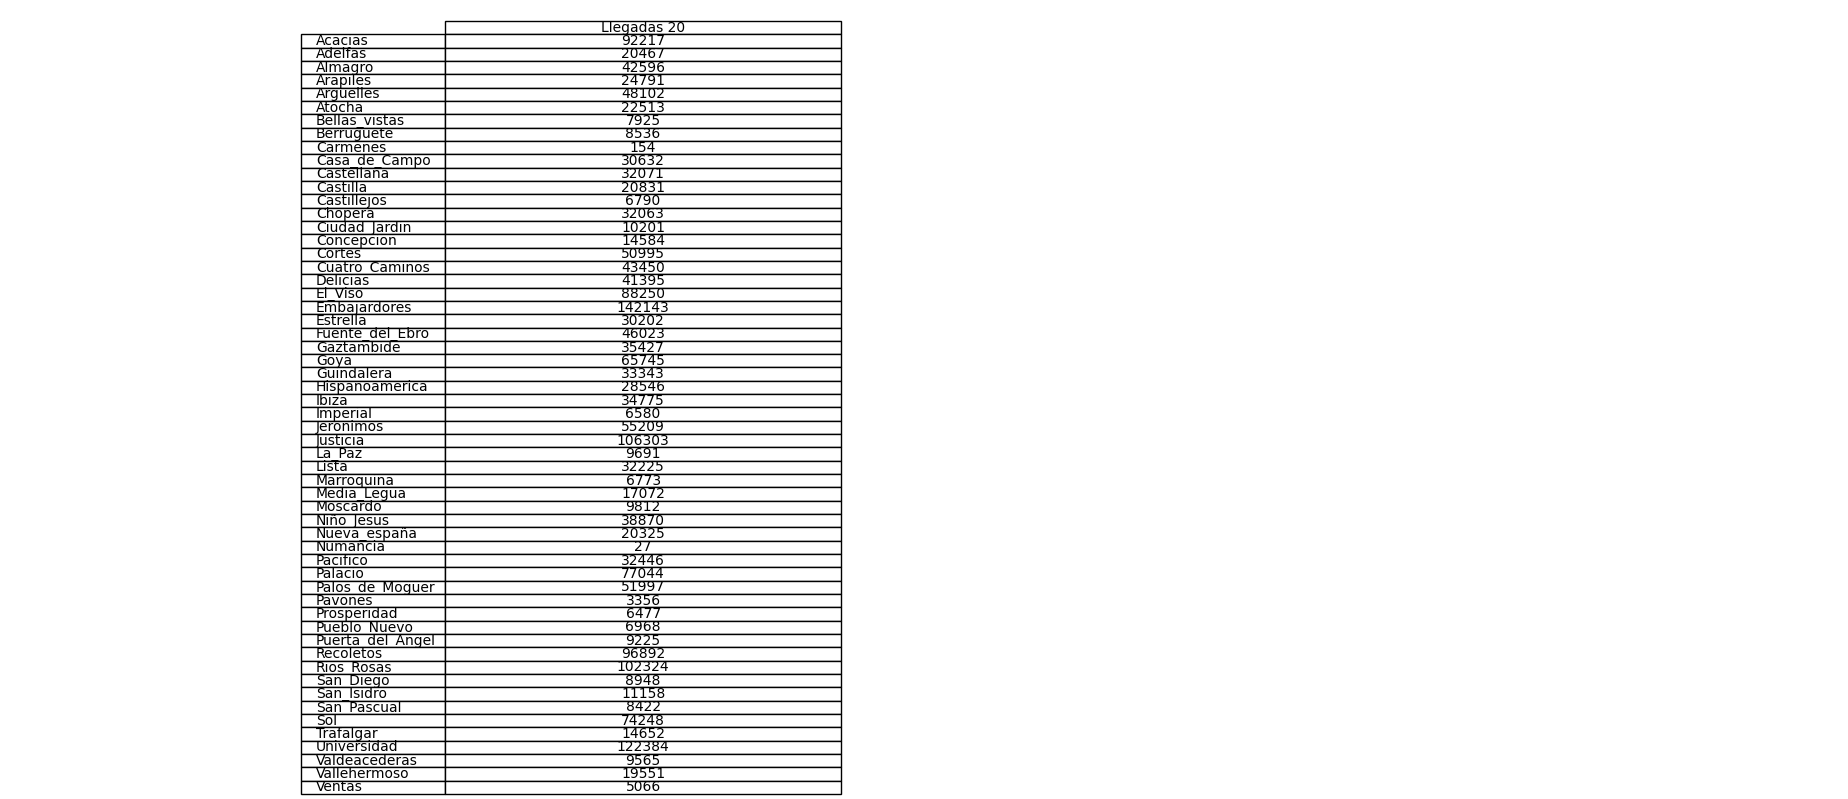 Llegadas 20
Acacias 92217
Adelfas 20467
Almagro 42596
Arapiles 24791
Arguelles 48102
Atocha 22513
Bellas_vistas 7925
Berruguete 8536
Carmenes 154
Casa_de_Campo 30632
Castellana 32071
Castilla 20831
Castillejos 6790
Chopera 32063
Ciudad_Jardin 10201
Concepcion 14584
Cortes 50995
Cuatro_Caminos 43450
Delicias 41395
El_Viso 88250
Embajardores 142143
Estrella 30202
Fuente_del_Ebro 46023
Gaztambide 35427
Goya 65745
Guindalera 33343
Hispanoamerica 28546
Ibiza 34775
Imperial 6580
Jeronimos 55209
Justicia 106303
La_Paz 9691
Lista 32225
Marroquina 6773
Media_Legua 17072
Moscardo 9812
Niño_Jesus 38870
Nueva_españa 20325
Numancia 27
Pacifico 32446
Palacio 77044
Palos_de_Moguer 51997
Pavones 3356
Prosperidad 6477
Pueblo_Nuevo 6968
Puerta_del_Angel 9225
Recoletos 96892
Rios_Rosas 102324
San_Diego 8948
San_Isidro 11158
San_Pascual 8422
Sol 74248
Trafalgar 14652
Universidad 122384
Valdeacederas 9565
Vallehermoso 19551
Ventas 5066